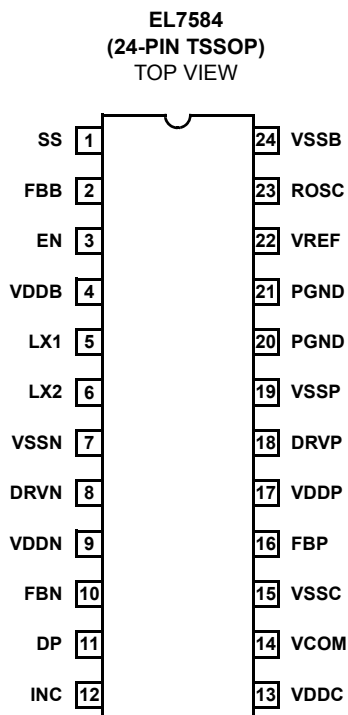 EL7584
(24-PIN TSSOP)
TOP VIEW
SS 1 24 VSSB
FBB 2 23 ROSC
EN 3 22 VREF
VDDB 4 21 PGND
LX1 5 20 PGND
LX2 6 19 VSSP
VSSN 7 18 DRVP
DRVN 8 17 VDDP
VDDN 9 16 FBP
FBN 10 15 VSSC
DP 11 14 VCOM
INC 12 13 VDDC